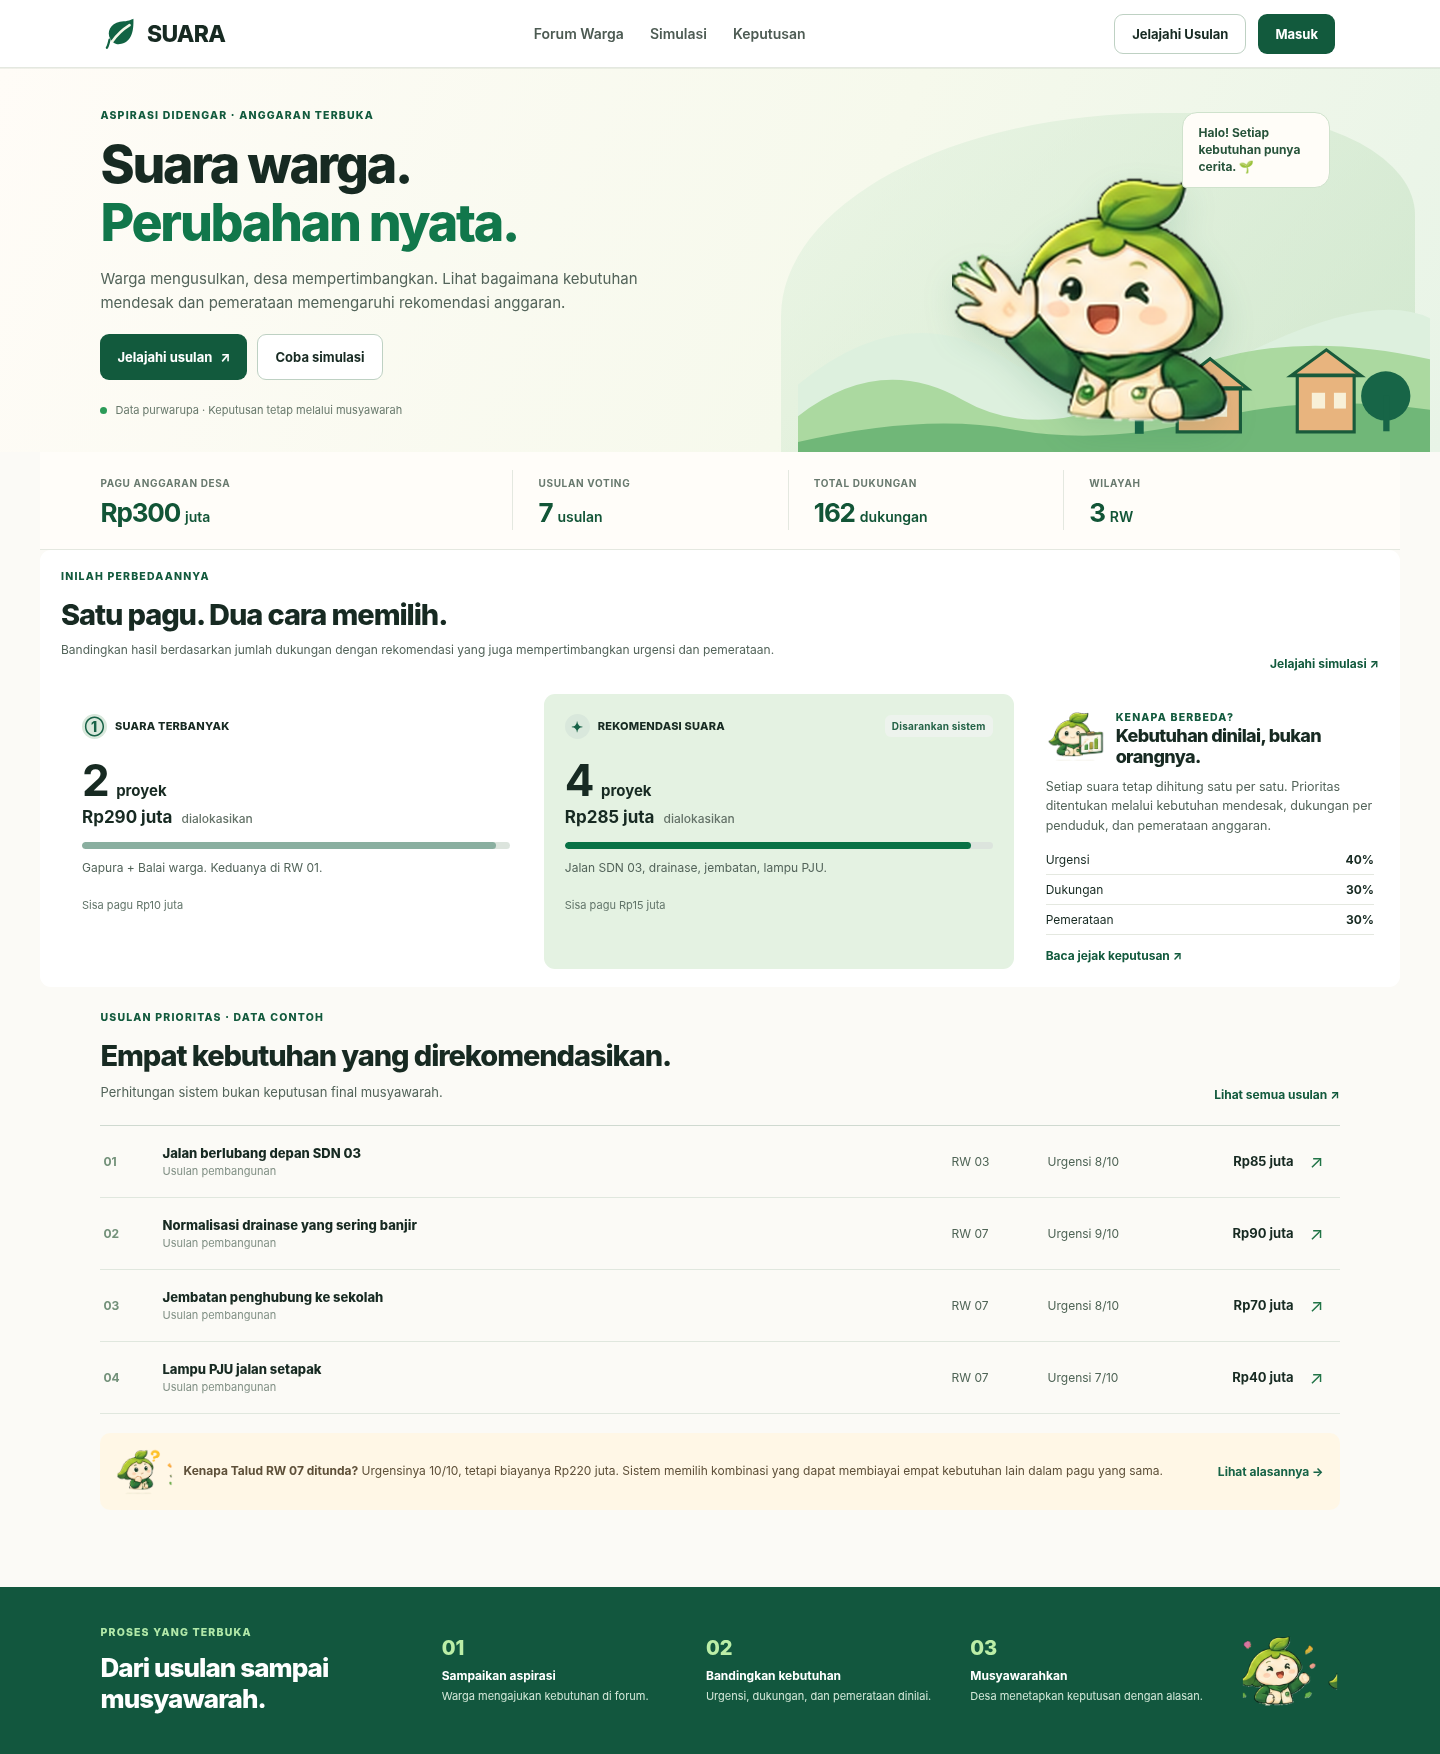 SUARA
Forum Warga
Simulasi
Keputusan
Jelajahi Usulan
Masuk
ASPIRASI DIDENGAR · ANGGARAN TERBUKA
Suara warga.
Perubahan nyata.
Warga mengusulkan, desa mempertimbangkan. Lihat bagaimana kebutuhan
mendesak dan pemerataan memengaruhi rekomendasi anggaran.
Jelajahi usulan ↗
Coba simulasi
Data purwarupa · Keputusan tetap melalui musyawarah
Halo! Setiap
kebutuhan punya
cerita. 🌱
PAGU ANGGARAN DESA
Rp300 juta
USULAN VOTING
7 usulan
TOTAL DUKUNGAN
162 dukungan
WILAYAH
3 RW
INILAH PERBEDAANNYA
Satu pagu. Dua cara memilih.
Bandingkan hasil berdasarkan jumlah dukungan dengan rekomendasi yang juga mempertimbangkan urgensi dan pemerataan.
Jelajahi simulasi ↗
① SUARA TERBANYAK
2 proyek
Rp290 juta dialokasikan
Gapura + Balai warga. Keduanya di RW 01.
Sisa pagu Rp10 juta
✦ REKOMENDASI SUARA
Disarankan sistem
4 proyek
Rp285 juta dialokasikan
Jalan SDN 03, drainase, jembatan, lampu PJU.
Sisa pagu Rp15 juta
KENAPA BERBEDA?
Kebutuhan dinilai, bukan
orangnya.
Setiap suara tetap dihitung satu per satu. Prioritas
ditentukan melalui kebutuhan mendesak, dukungan per
penduduk, dan pemerataan anggaran.
Urgensi 40%
Dukungan 30%
Pemerataan 30%
Baca jejak keputusan ↗
USULAN PRIORITAS · DATA CONTOH
Empat kebutuhan yang direkomendasikan.
Perhitungan sistem bukan keputusan final musyawarah.
Lihat semua usulan ↗
01 Jalan berlubang depan SDN 03 RW 03 Urgensi 8/10 Rp85 juta ↗
Usulan pembangunan
02 Normalisasi drainase yang sering banjir RW 07 Urgensi 9/10 Rp90 juta ↗
Usulan pembangunan
03 Jembatan penghubung ke sekolah RW 07 Urgensi 8/10 Rp70 juta ↗
Usulan pembangunan
04 Lampu PJU jalan setapak RW 07 Urgensi 7/10 Rp40 juta ↗
Usulan pembangunan
Kenapa Talud RW 07 ditunda? Urgensinya 10/10, tetapi biayanya Rp220 juta. Sistem memilih kombinasi yang dapat membiayai empat kebutuhan lain dalam pagu yang sama.
Lihat alasannya →
PROSES YANG TERBUKA
Dari usulan sampai
musyawarah.
01
Sampaikan aspirasi
Warga mengajukan kebutuhan di forum.
02
Bandingkan kebutuhan
Urgensi, dukungan, dan pemerataan dinilai.
03
Musyawarahkan
Desa menetapkan keputusan dengan alasan.